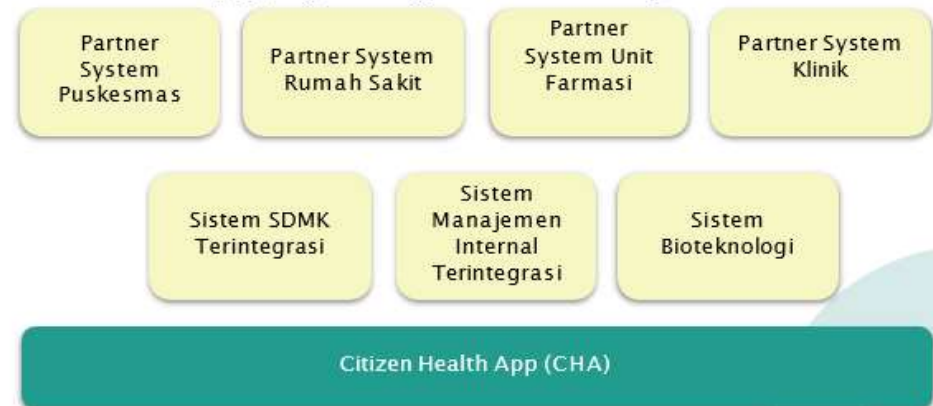 Partner
System
Puskesmas
Partner System
Rumah Sakit
Partner
System Unit
Farmasi
Partner System
Klinik
Sistem SDMK
Terintegrasi
Sistem
Manajemen
Internal
Terintegrasi
Sistem
Bioteknologi
Citizen Health App (CHA)